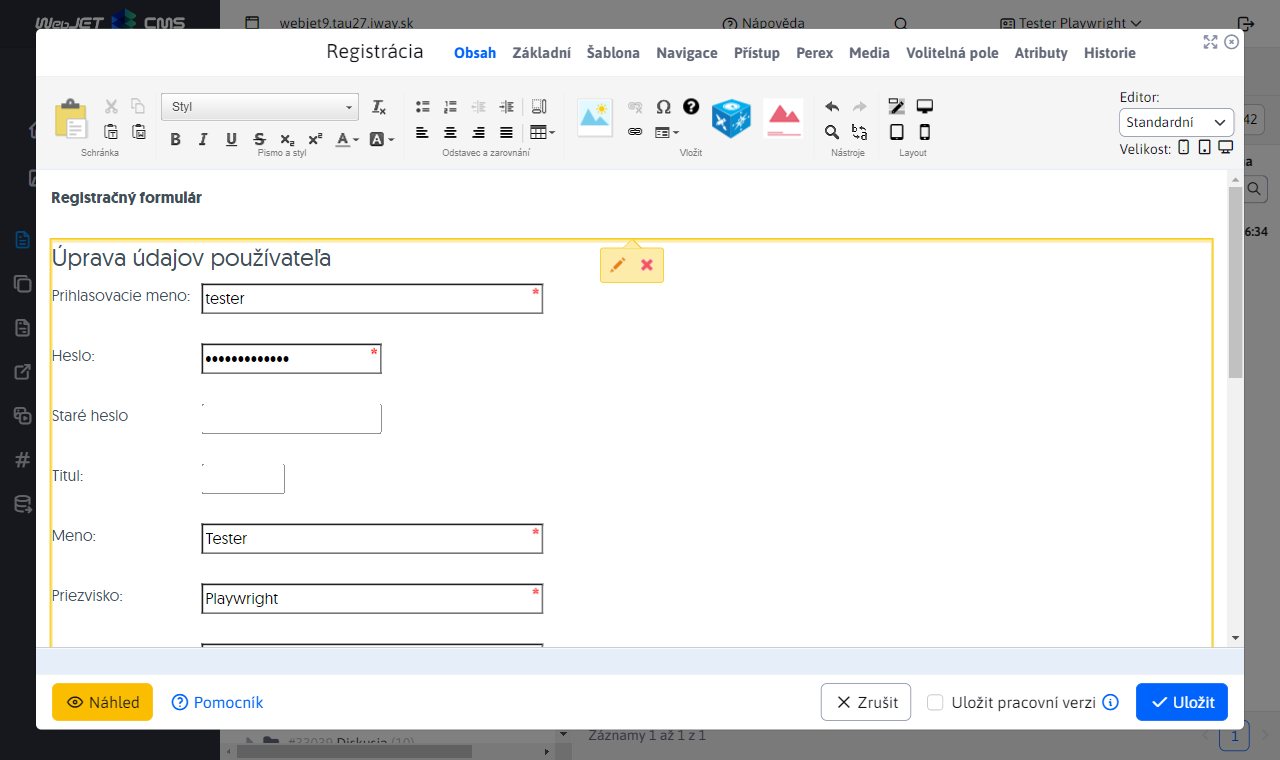 WebJET CMS
webjet9.tau27.iway.sk
Nápověda
Tester Playwright
Registrácia
Obsah
Základní
Šablona
Navigace
Přístup
Perex
Media
Volitelná pole
Atributy
Historie
Styl
Schránka
Písmo a styl
Odstavec a zarovnání
Vložit
Nástroje
Layout
Editor:
Standardní
Velikost:
42
a
6:34
Registračný formulár
Úprava údajov používateľa
Prihlasovacie meno:
tester
*
Heslo:
•••••••••••••
*
Staré heslo
Titul:
Meno:
Tester
*
Priezvisko:
Playwright
*
Náhled
Pomocník
Zrušit
Uložit pracovní verzi
Uložit
#33039 Diskusia (10)
Záznamy 1 až 1 z 1
1